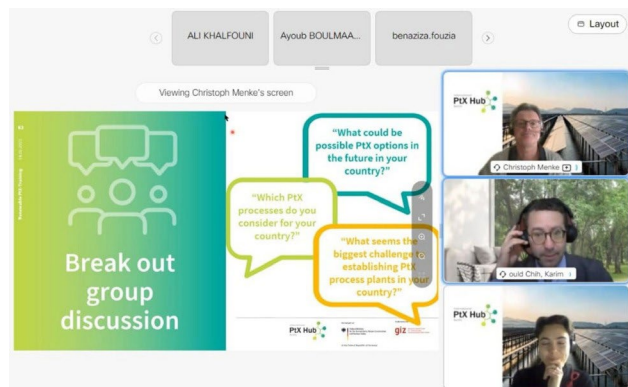 Layout
ALI KHALFOUNI
Ayoub BOULMAA...
benaziza.fouzia
Viewing Christoph Menke's screen
"What could be
possible PtX options in
the future in your
country?"
"Which PtX
processes do you
consider for your
country?"
"What seems the
biggest challenge to
establishing PtX
process plants in your
country?"
Break out
group
discussion
PtX Hub
giz
PtX Hub
Christoph Menke
ould Chih, Karim
PtX Hub